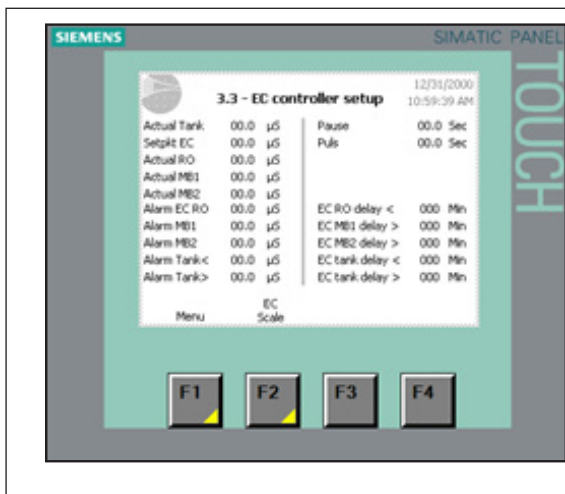 SIEMENS
SIMATIC PANEL
TOUCH
12/31/2000
3.3 - EC controller setup 10:59:39 AM
Actual Tank 00.0 µS Pause 00.0 Sec
Setpkt EC 00.0 µS Puls 00.0 Sec
Actual RO 00.0 µS
Actual MB1 00.0 µS
Actual MB2 00.0 µS
Alarm EC RO 00.0 µS EC RO delay < 000 Min
Alarm MB1 00.0 µS EC MB1 delay > 000 Min
Alarm MB2 00.0 µS EC MB2 delay > 000 Min
Alarm Tank< 00.0 µS EC tank delay < 000 Min
Alarm Tank> 00.0 µS EC tank delay > 000 Min
Menu EC Scale
F1 F2 F3 F4